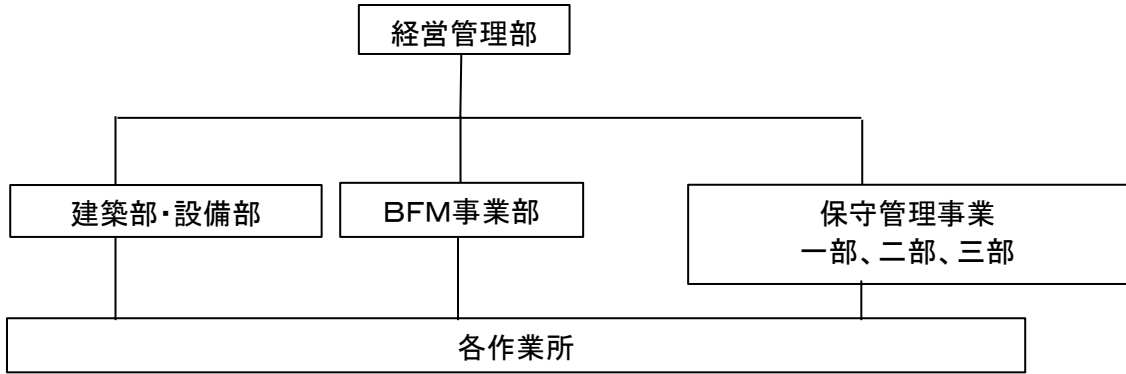 経営管理部
建築部・設備部
BFM事業部
保守管理事業
一部、二部、三部
各作業所